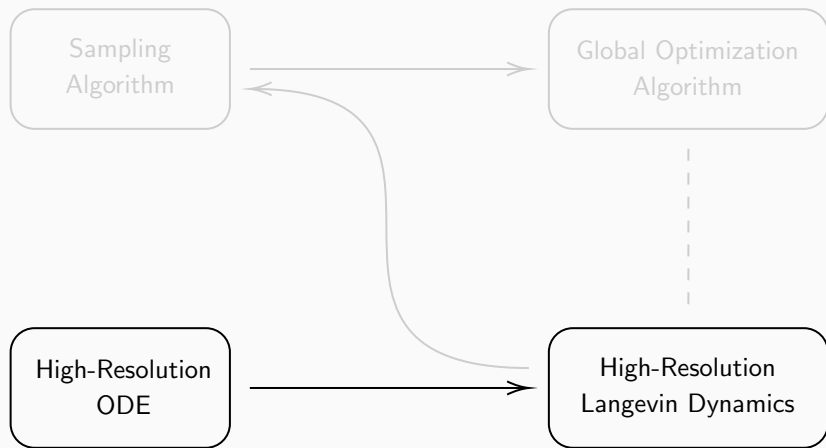 Sampling
Algorithm
Global Optimization
Algorithm
High-Resolution
ODE
High-Resolution
Langevin Dynamics